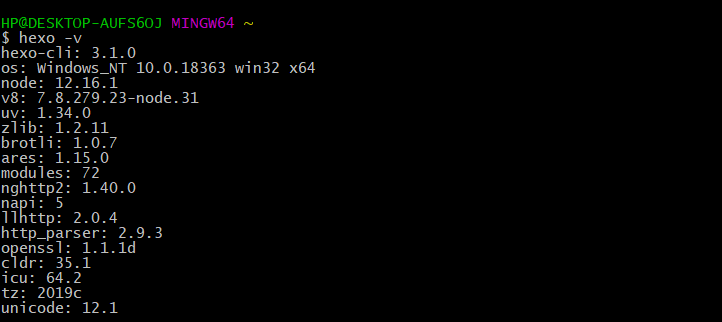 HP@DESKTOP-AUFS6OJ MINGW64 ~
$ hexo -v
hexo-cli: 3.1.0
os: Windows_NT 10.0.18363 win32 x64
node: 12.16.1
v8: 7.8.279.23-node.31
uv: 1.34.0
zlib: 1.2.11
brotli: 1.0.7
ares: 1.15.0
modules: 72
nghttp2: 1.40.0
napi: 5
llhttp: 2.0.4
http_parser: 2.9.3
openssl: 1.1.1d
cldr: 35.1
icu: 64.2
tz: 2019c
unicode: 12.1